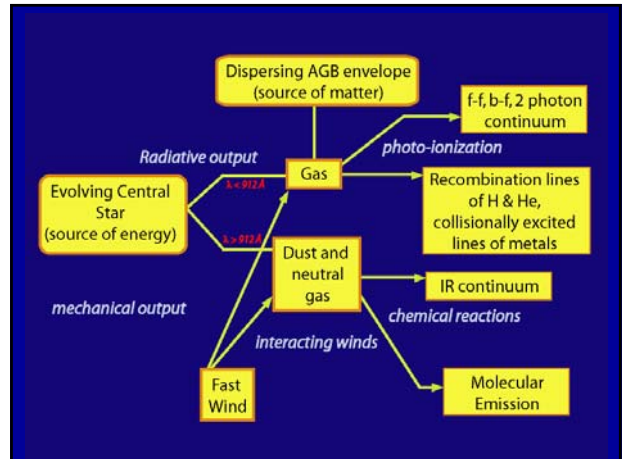 Dispersing AGB envelope
(source of matter)
f-f, b-f, 2 photon
continuum
photo-ionization
Radiative output
Gas
λ < 912 Å
Evolving Central
Star
(source of energy)
Recombination lines
of H & He,
collisionally excited
lines of metals
λ > 912 Å
Dust and
neutral
gas
IR continuum
mechanical output
chemical reactions
interacting winds
Fast
Wind
Molecular
Emission